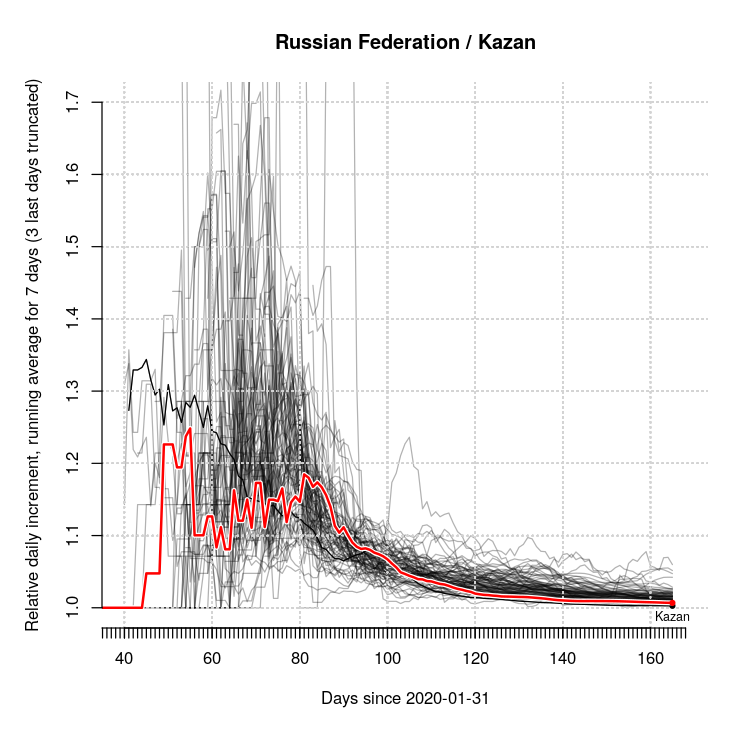 Russian Federation / Kazan
Relative daily increment, running average for 7 days (3 last days truncated)
1.7
1.6
1.5
1.4
1.3
1.2
1.1
1.0
Kazan
40 60 80 100 120 140 160
Days since 2020-01-31